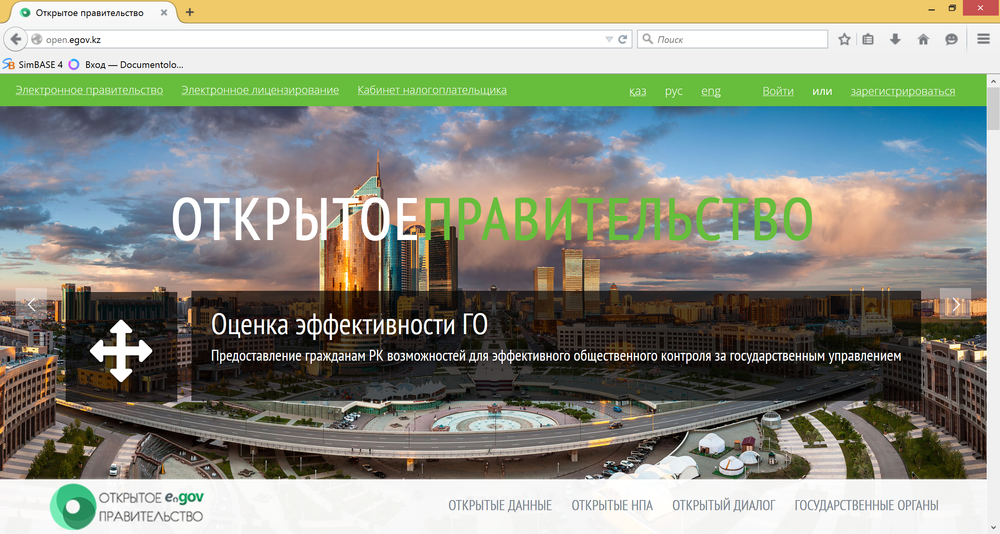 Открытое правительство
open.egov.kz
Поиск
SimBASE 4
Вход — Documentolo...
Электронное правительство
Электронное лицензирование
Кабинет налогоплательщика
қаз
рус
eng
Войти
или
зарегистрироваться
ОТКРЫТОЕПРАВИТЕЛЬСТВО
Оценка эффективности ГО
Предоставление гражданам РК возможностей для эффективного общественного контроля за государственным управлением
ОТКРЫТОЕ e.gov
ПРАВИТЕЛЬСТВО
ОТКРЫТЫЕ ДАННЫЕ
ОТКРЫТЫЕ НПА
ОТКРЫТЫЙ ДИАЛОГ
ГОСУДАРСТВЕННЫЕ ОРГАНЫ